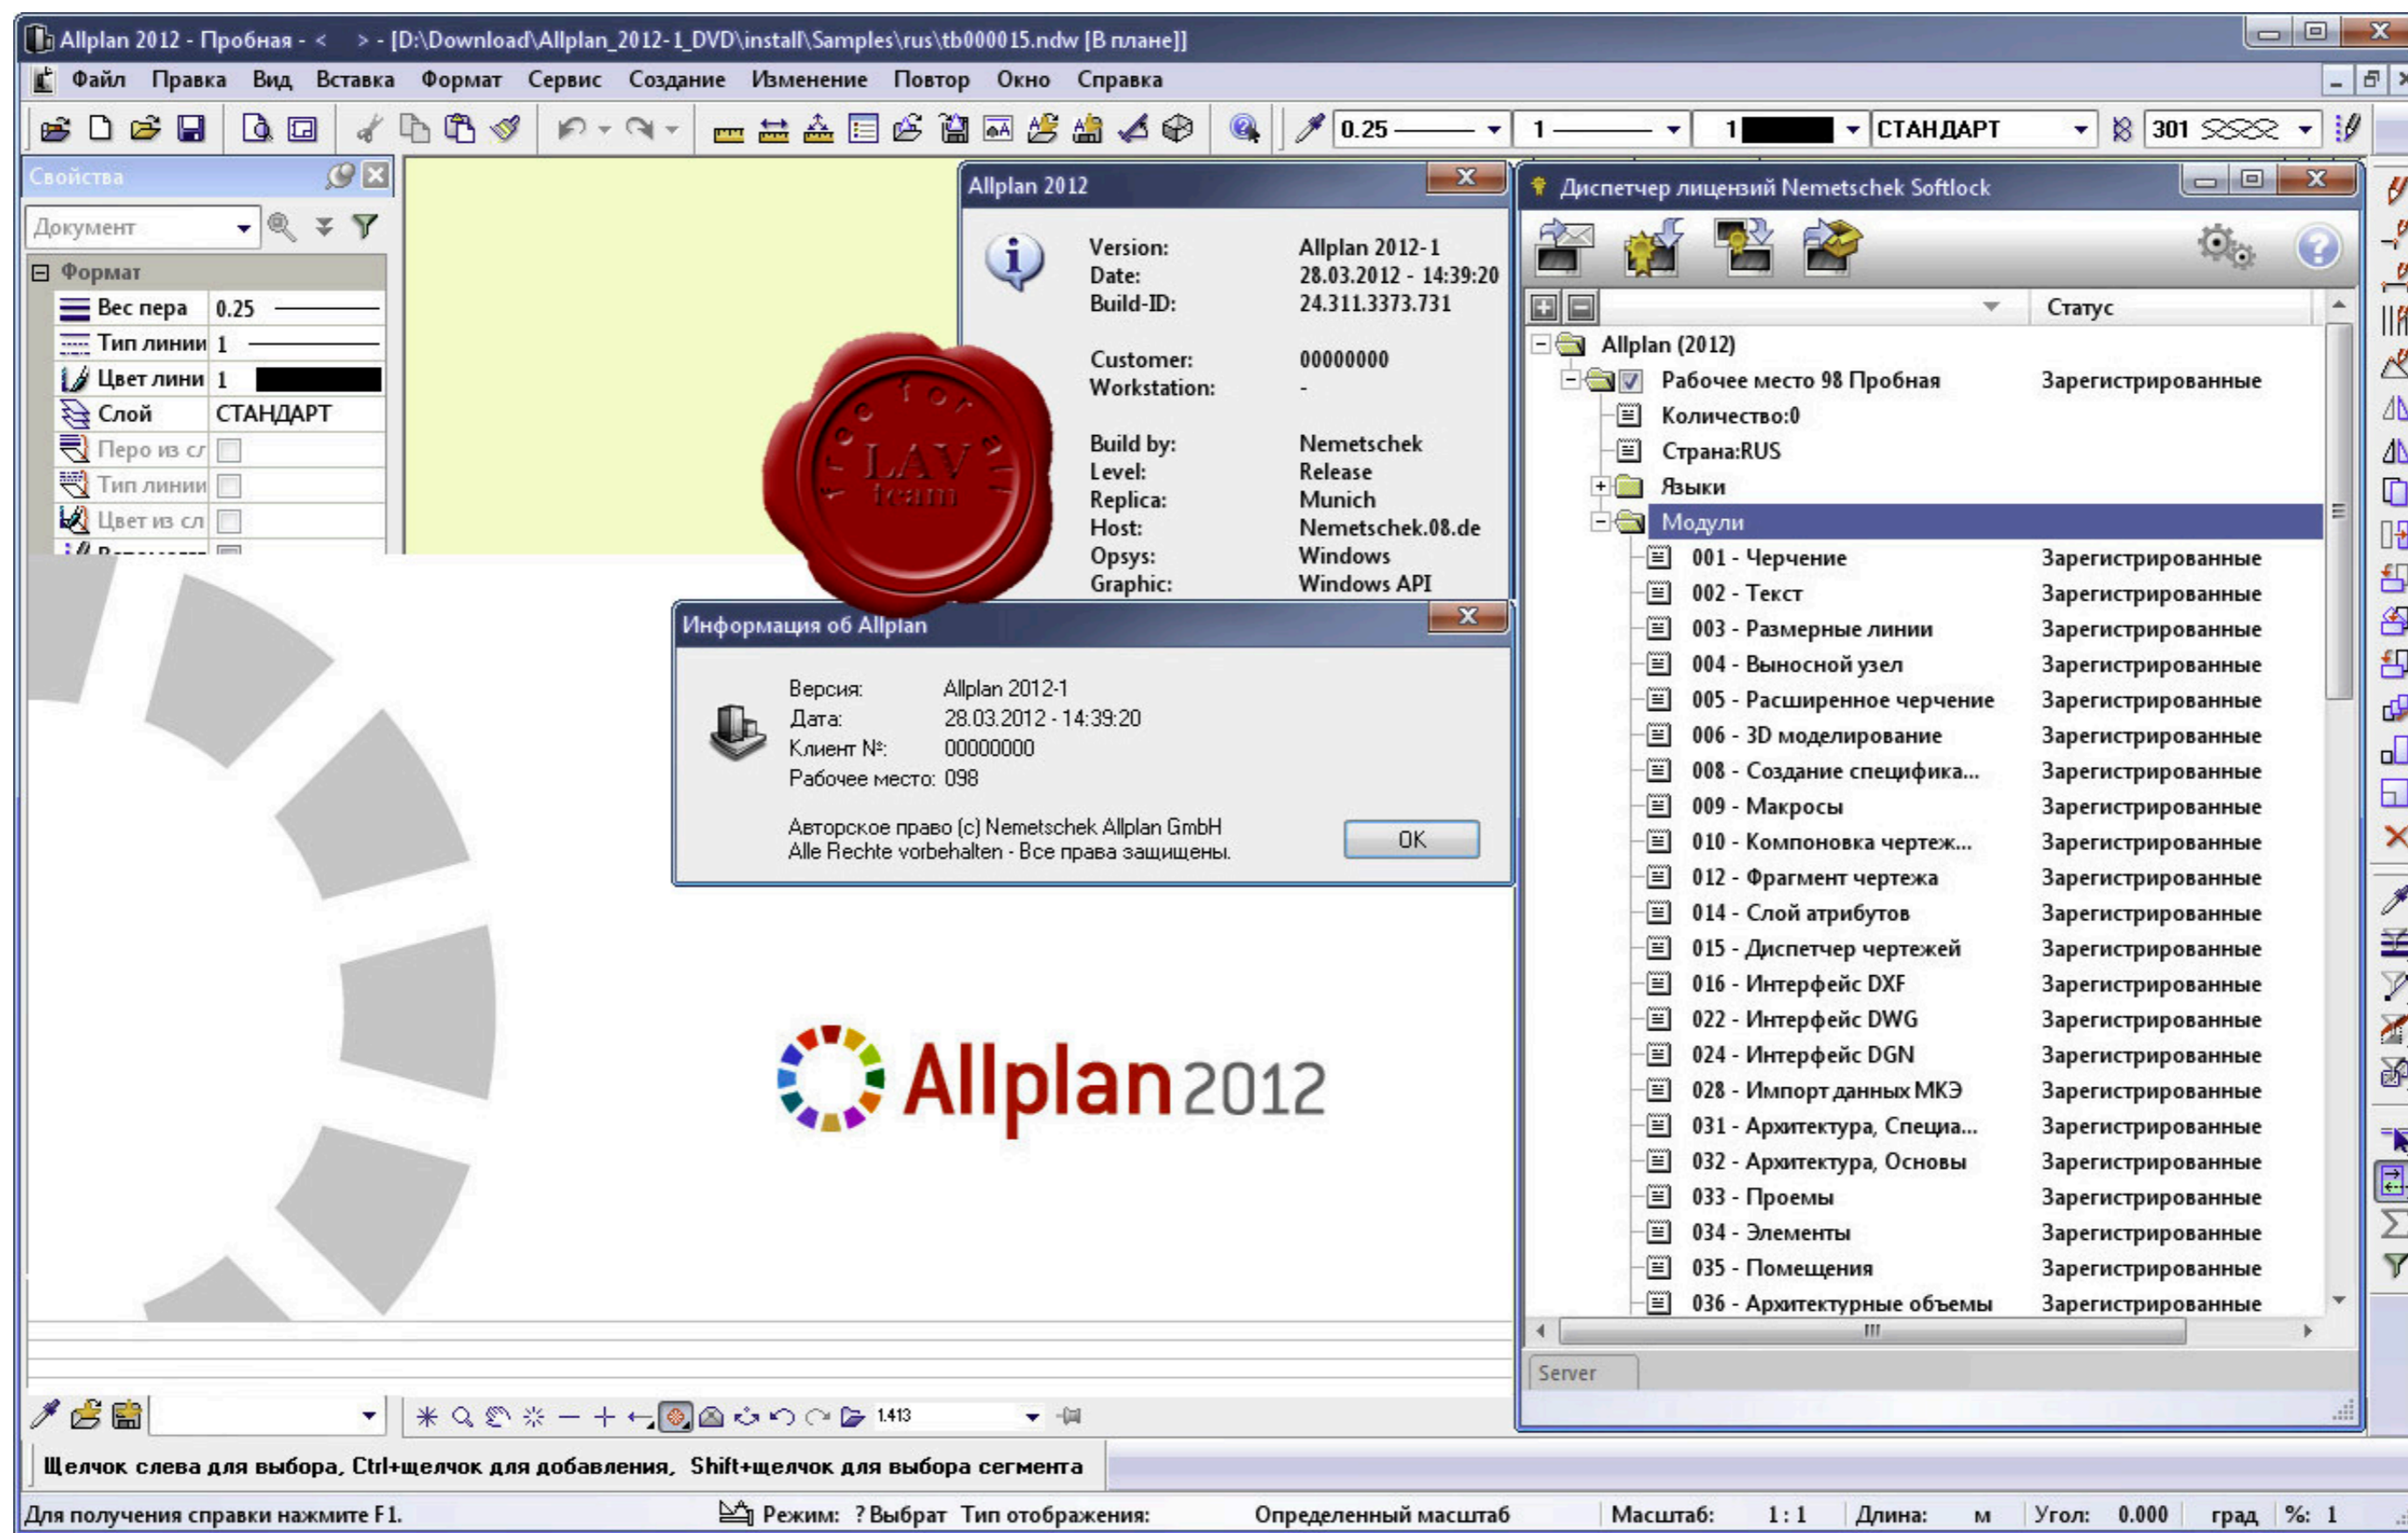 Allplan 2012 - Пробная - < > - [D:\Download\Allplan_2012-1_DVD\install\Samples\rus\tb000015.ndw [В плане]]
Файл Правка Вид Вставка Формат Сервис Создание Изменение Повтор Окно Справка
0.25 1 1 СТАНДАРТ 301
Свойства
Документ
Формат
Вес пера 0.25
Тип линии 1
Цвет лини 1
Слой СТАНДАРТ
Перо из сл
Тип линии
Цвет из сл
free for all
LAV
team
Allplan 2012
Version: Allplan 2012-1
Date: 28.03.2012 - 14:39:20
Build-ID: 24.311.3373.731
Customer: 00000000
Workstation: -
Build by: Nemetschek
Level: Release
Replica: Munich
Host: Nemetschek.08.de
Opsys: Windows
Graphic: Windows API
Информация об Allplan
Версия: Allplan 2012-1
Дата: 28.03.2012 - 14:39:20
Клиент №: 00000000
Рабочее место: 098
Авторское право (c) Nemetschek Allplan GmbH
Alle Rechte vorbehalten - Все права защищены.
OK
Allplan 2012
Диспетчер лицензий Nemetschek Softlock
Статус
Allplan (2012)
Рабочее место 98 Пробная Зарегистрированные
Количество:0
Страна:RUS
Языки
Модули
001 - Черчение Зарегистрированные
002 - Текст Зарегистрированные
003 - Размерные линии Зарегистрированные
004 - Выносной узел Зарегистрированные
005 - Расширенное черчение Зарегистрированные
006 - 3D моделирование Зарегистрированные
008 - Создание специфика... Зарегистрированные
009 - Макросы Зарегистрированные
010 - Компоновка чертеж... Зарегистрированные
012 - Фрагмент чертежа Зарегистрированные
014 - Слой атрибутов Зарегистрированные
015 - Диспетчер чертежей Зарегистрированные
016 - Интерфейс DXF Зарегистрированные
022 - Интерфейс DWG Зарегистрированные
024 - Интерфейс DGN Зарегистрированные
028 - Импорт данных МКЭ Зарегистрированные
031 - Архитектура, Специа... Зарегистрированные
032 - Архитектура, Основы Зарегистрированные
033 - Проемы Зарегистрированные
034 - Элементы Зарегистрированные
035 - Помещения Зарегистрированные
036 - Архитектурные объемы Зарегистрированные
Server
1.413
Щелчок слева для выбора, Ctrl+щелчок для добавления, Shift+щелчок для выбора сегмента
Для получения справки нажмите F1. Режим: ? Выбрат Тип отображения: Определенный масштаб Масштаб: 1 : 1 Длина: м Угол: 0.000 град %: 1